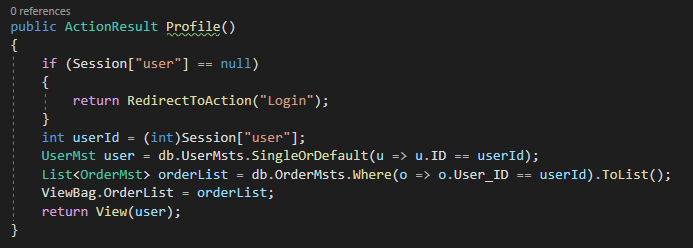 0 references
public ActionResult Profile()
{
if (Session["user"] == null)
{
return RedirectToAction("Login");
}
int userId = (int)Session["user"];
UserMst user = db.UserMsts.SingleOrDefault(u => u.ID == userId);
List<OrderMst> orderList = db.OrderMsts.Where(o => o.User_ID == userId).ToList();
ViewBag.OrderList = orderList;
return View(user);
}